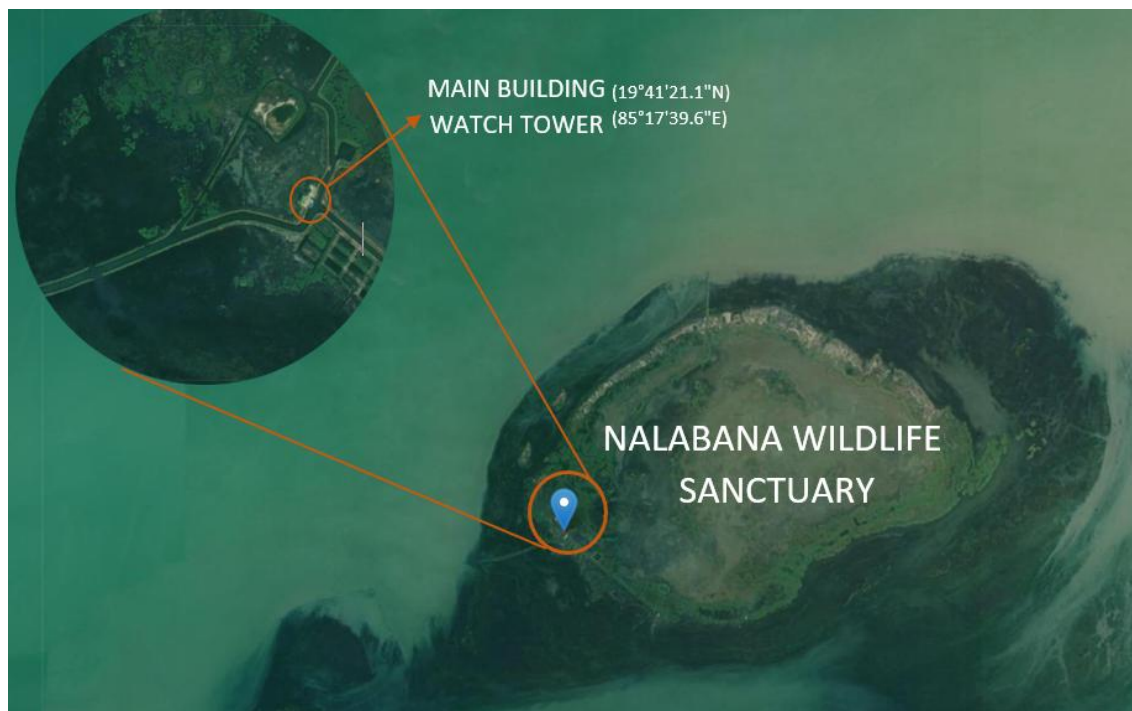 MAIN BUILDING (19°41'21.1"N)
WATCH TOWER (85°17'39.6"E)
NALABANA WILDLIFE
SANCTUARY